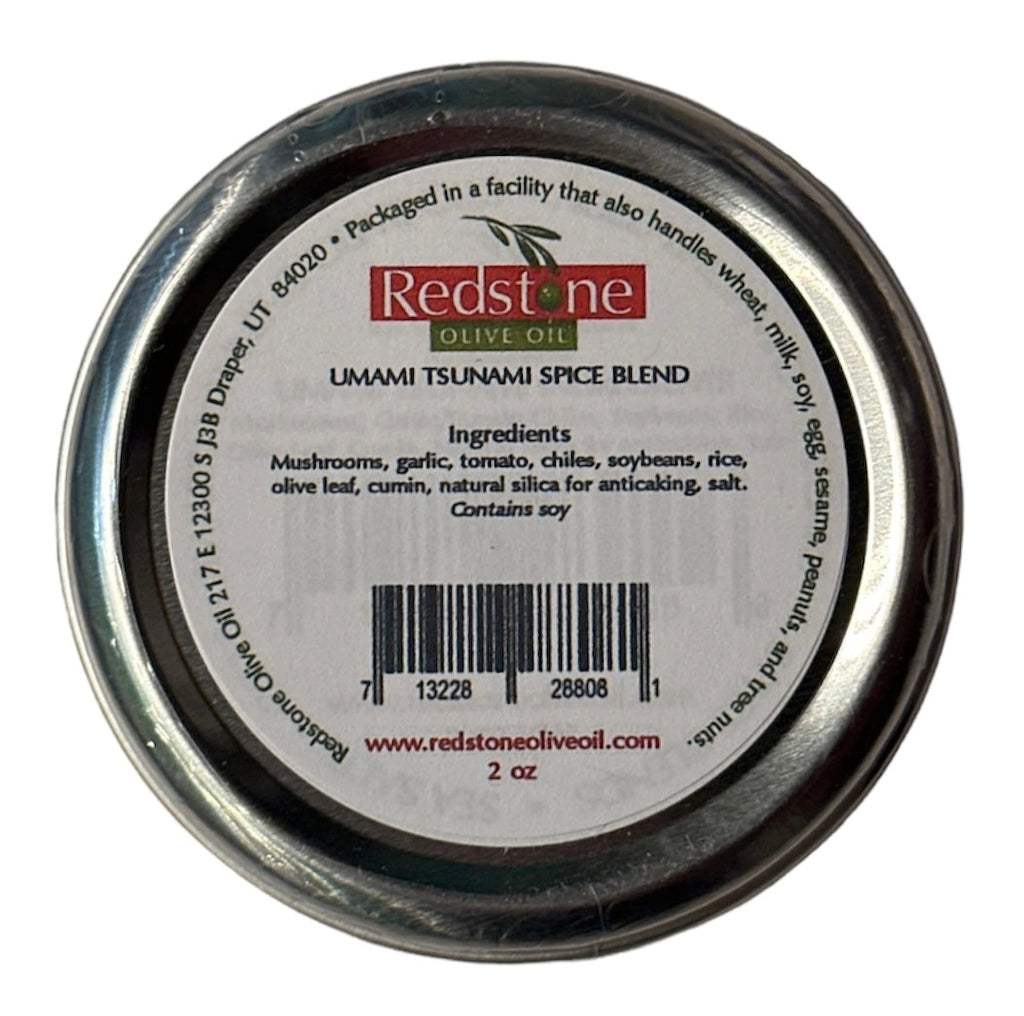 Redstone Olive Oil 217 E 12300 S J3B Draper, UT 84020 • Packaged in a facility that also handles wheat, milk, soy, egg, sesame, peanuts, and tree nuts.
Redstone
OLIVE OIL
UMAMI TSUNAMI SPICE BLEND
Ingredients
Mushrooms, garlic, tomato, chiles, soybeans, rice,
olive leaf, cumin, natural silica for anticaking, salt.
Contains soy
7 13228 28808 1
www.redstoneoliveoil.com
2 oz